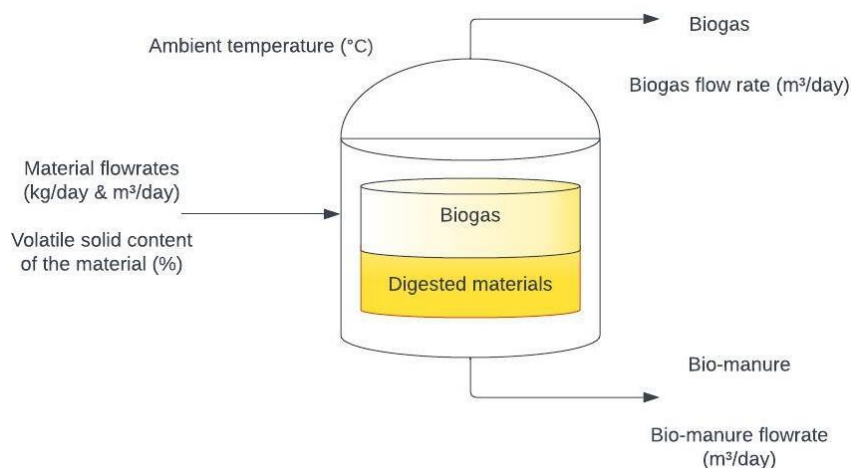 Biogas
Ambient temperature (°C)
Biogas flow rate (m³/day)
Material flowrates
(kg/day & m³/day)
Volatile solid content
of the material (%)
Biogas
Digested materials
Bio-manure
Bio-manure flowrate
(m³/day)